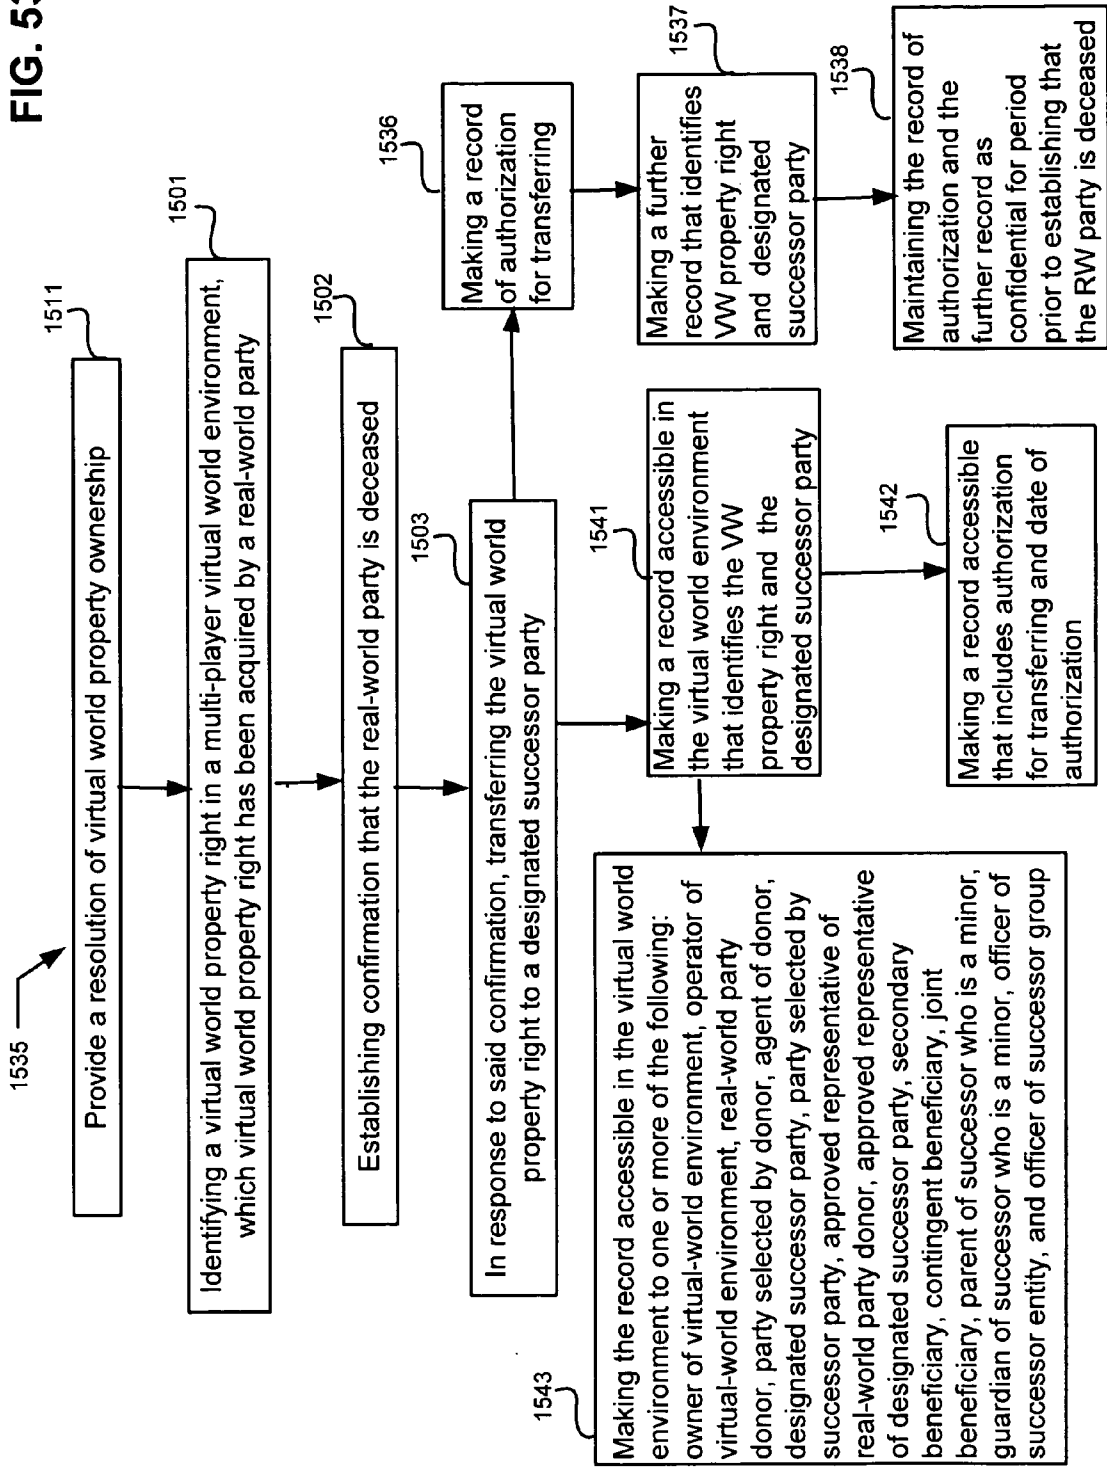 FIG. 53
1535
1511
Provide a resolution of virtual world property ownership
1501
Identifying a virtual world property right in a multi-player virtual world environment,
which virtual world property right has been acquired by a real-world party
1502
Establishing confirmation that the real-world party is deceased
1503
In response to said confirmation, transferring the virtual world
property right to a designated successor party
1536
Making a record
of authorization
for transferring
1537
Making a further
record that identifies
VW property right
and designated
successor party
1538
Maintaining the record of
authorization and the
further record as
confidential for period
prior to establishing that
the RW party is deceased
1541
Making a record accessible in
the virtual world environment
that identifies the VW
property right and the
designated successor party
1542
Making a record accessible
that includes authorization
for transferring and date of
authorization
1543
Making the record accessible in the virtual world
environment to one or more of the following:
owner of virtual-world environment, operator of
virtual-world environment, real-world party
donor, party selected by donor, agent of donor,
designated successor party, party selected by
successor party, approved representative of
real-world party donor, approved representative
of designated successor party, secondary
beneficiary, contingent beneficiary, joint
beneficiary, parent of successor who is a minor,
guardian of successor who is a minor, officer of
successor entity, and officer of successor group